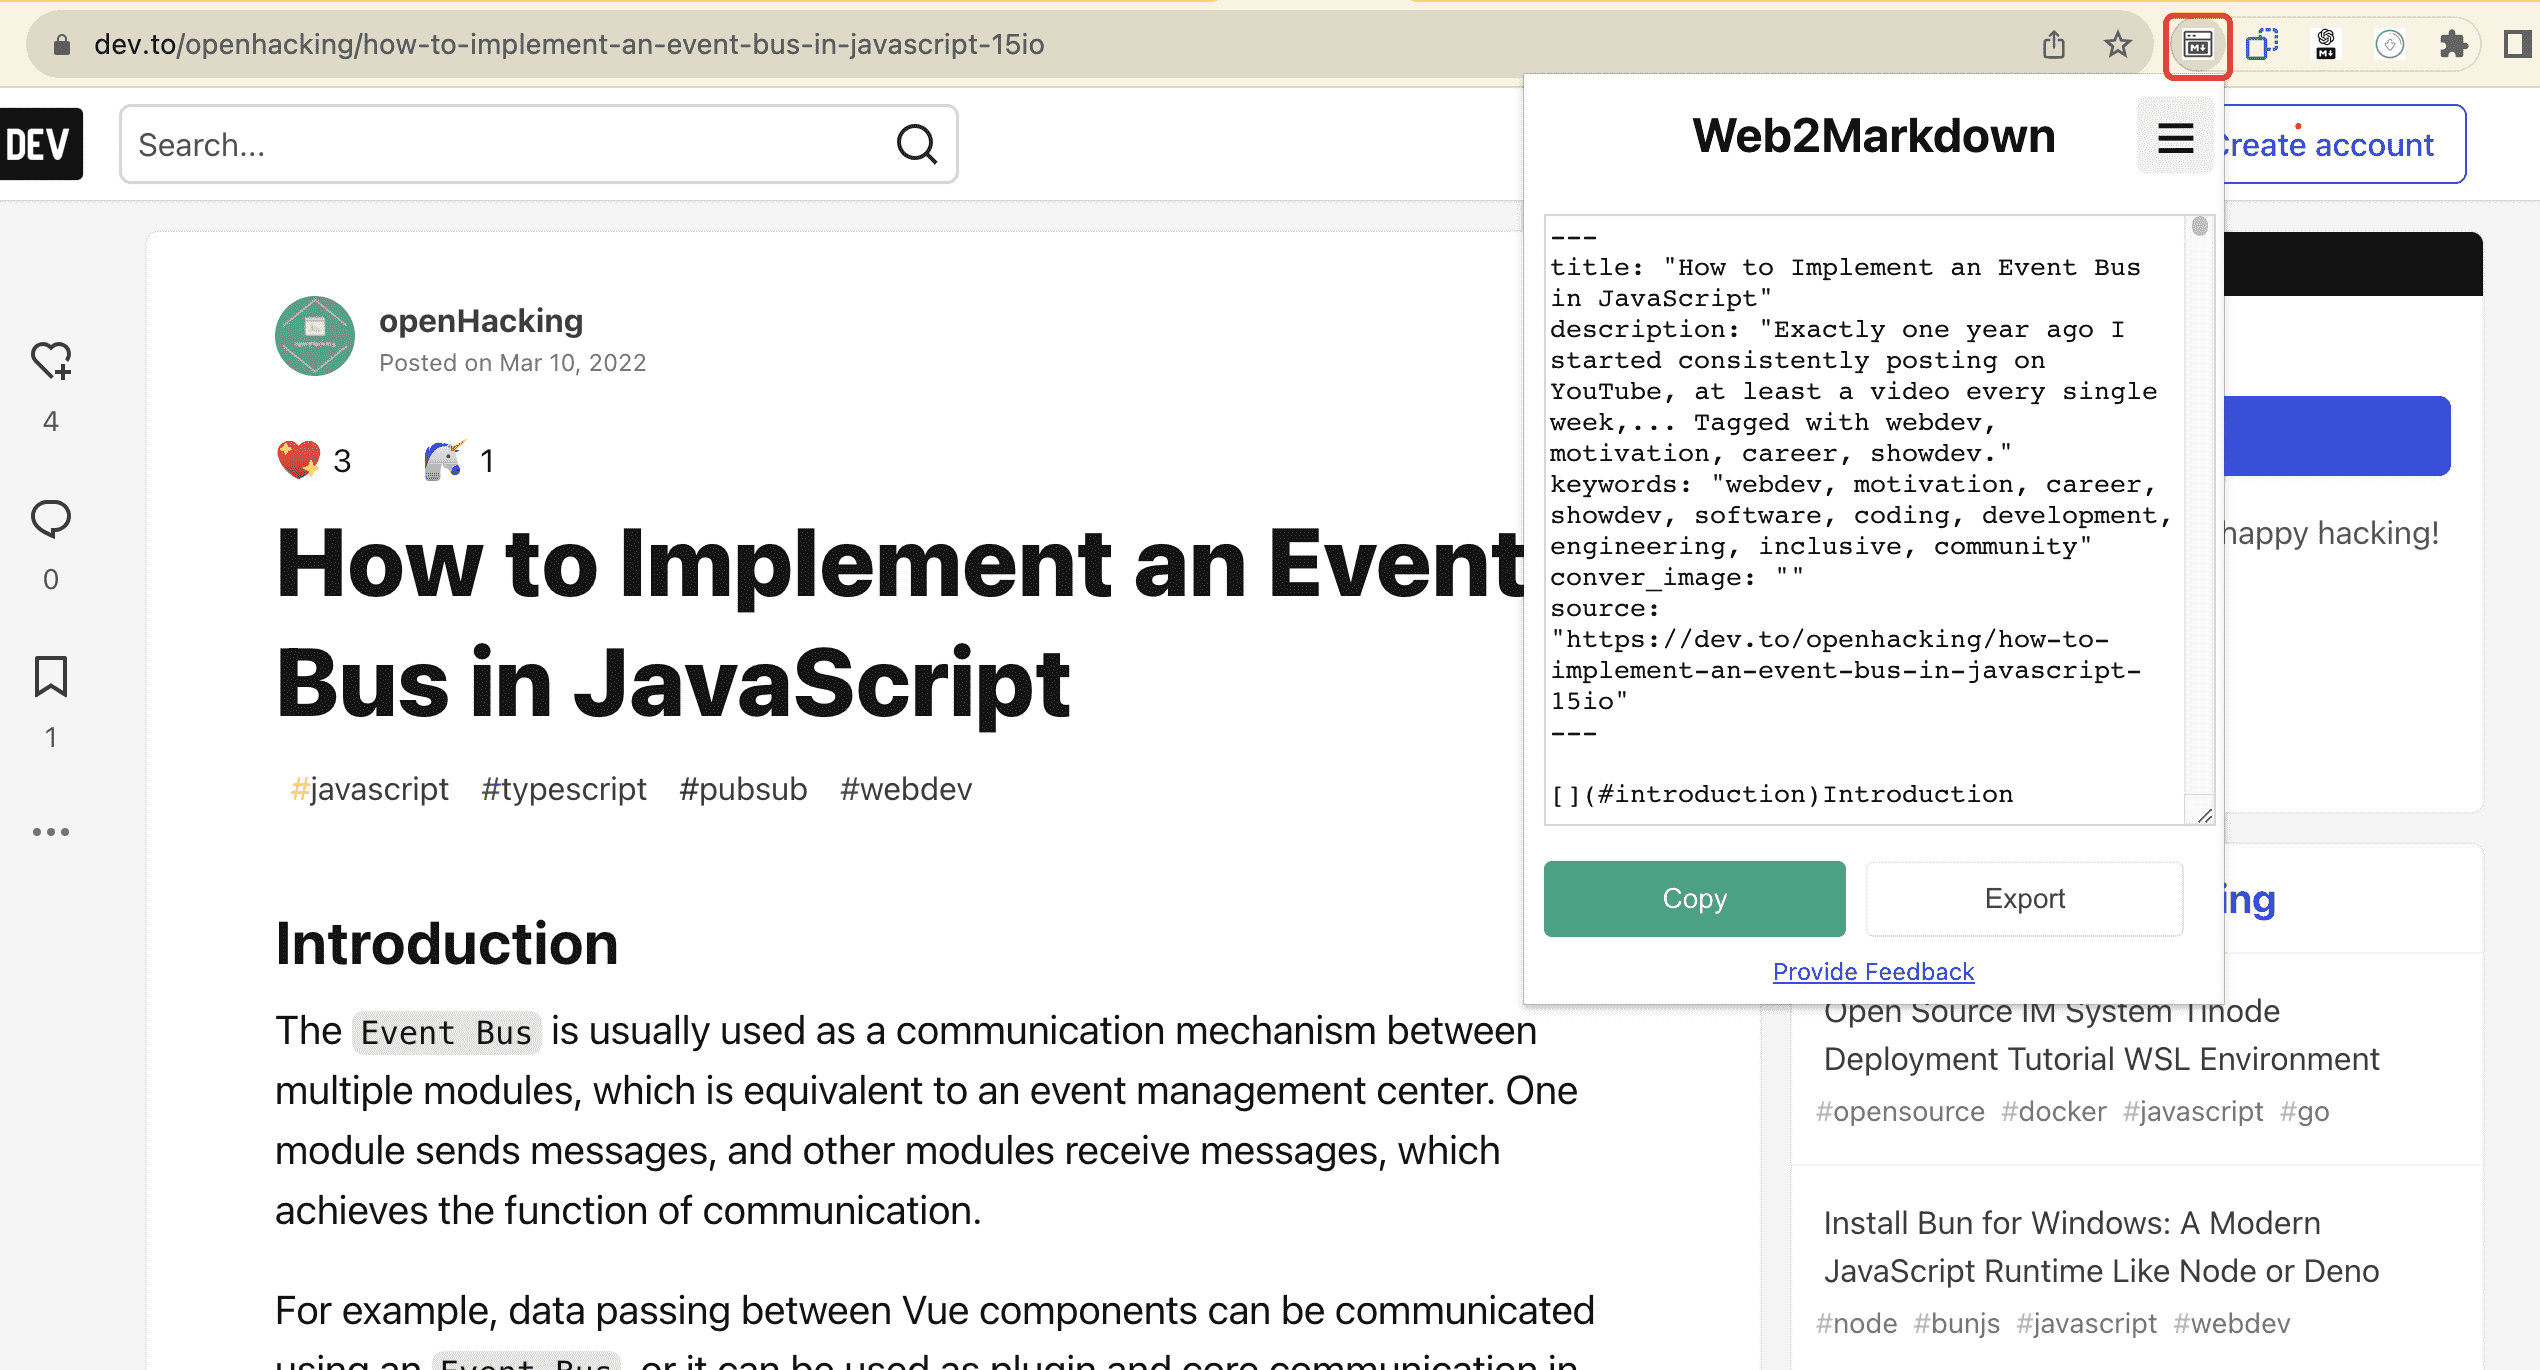 dev.to/openhacking/how-to-implement-an-event-bus-in-javascript-15io
DEV
Search...
Create account
openHacking
Posted on Mar 10, 2022
3
1
4
0
1
How to Implement an Event
Bus in JavaScript
#javascript #typescript #pubsub #webdev
Introduction
The Event Bus is usually used as a communication mechanism between
multiple modules, which is equivalent to an event management center. One
module sends messages, and other modules receive messages, which
achieves the function of communication.
For example, data passing between Vue components can be communicated
using an Event Bus, or it can be used as plugin and core communication in
Web2Markdown
---
title: "How to Implement an Event Bus
in JavaScript"
description: "Exactly one year ago I
started consistently posting on
YouTube, at least a video every single
week,... Tagged with webdev,
motivation, career, showdev."
keywords: "webdev, motivation, career,
showdev, software, coding, development,
engineering, inclusive, community"
conver_image: ""
source:
"https://dev.to/openhacking/how-to-
implement-an-event-bus-in-javascript-
15io"
---
[](#introduction)Introduction
Copy
Export
Provide Feedback
happy hacking!
ing
Open Source IM System Tinode
Deployment Tutorial WSL Environment
#opensource #docker #javascript #go
Install Bun for Windows: A Modern
JavaScript Runtime Like Node or Deno
#node #bunjs #javascript #webdev